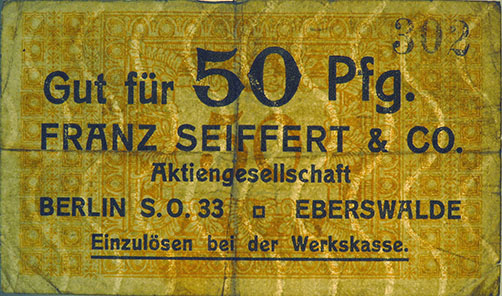 302
Gut für 50 Pfg.
FRANZ SEIFFERT & CO.
Aktiengesellschaft
BERLIN S.O. 33 ◻ EBERSWALDE
Einzulösen bei der Werkskasse.